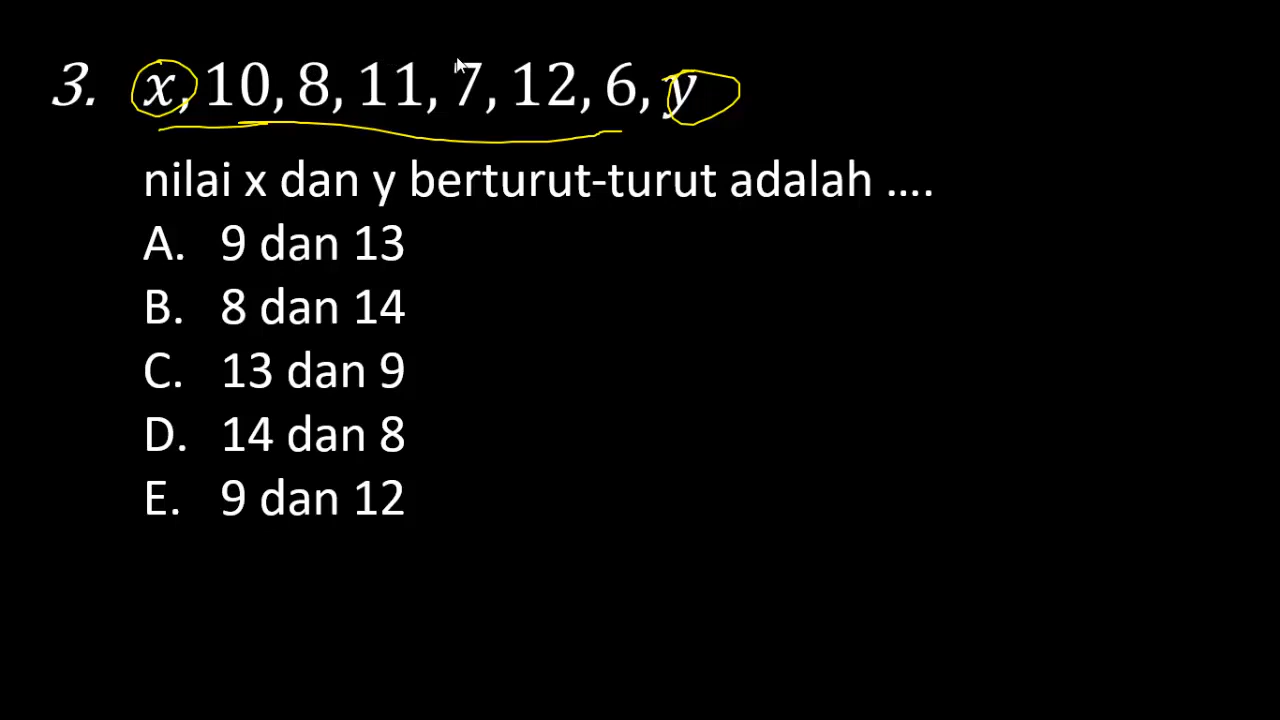 3. x, 10, 8, 11, 7, 12, 6, y
nilai x dan y berturut-turut adalah ....
A. 9 dan 13
B. 8 dan 14
C. 13 dan 9
D. 14 dan 8
E. 9 dan 12